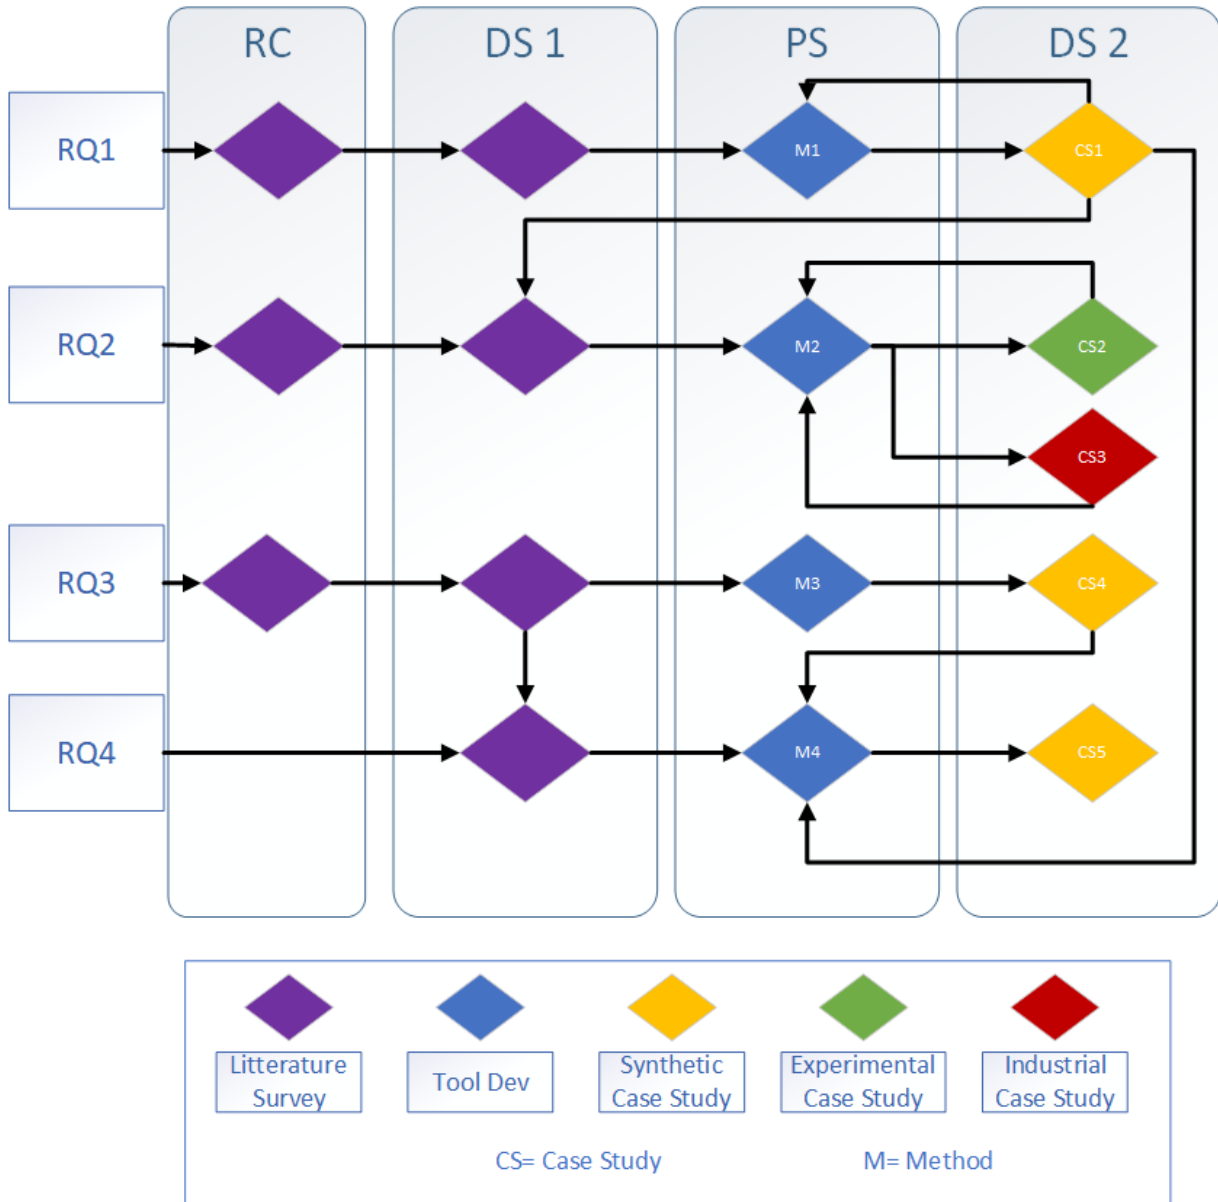 RC
DS 1
PS
DS 2
RQ1
M1
CS1
RQ2
M2
CS2
CS3
RQ3
M3
CS4
RQ4
M4
CS5
Litterature
Survey
Tool Dev
Synthetic
Case Study
Experimental
Case Study
Industrial
Case Study
CS= Case Study
M= Method